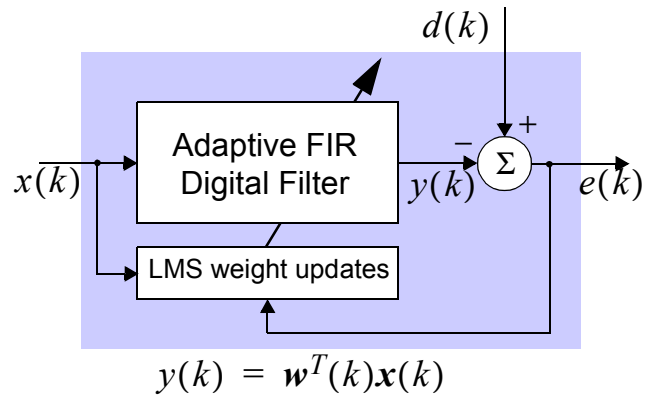 d(k)
+
Adaptive FIR
Digital Filter
−
Σ
x(k)
y(k)
e(k)
LMS weight updates
y(k) = w^T(k)x(k)